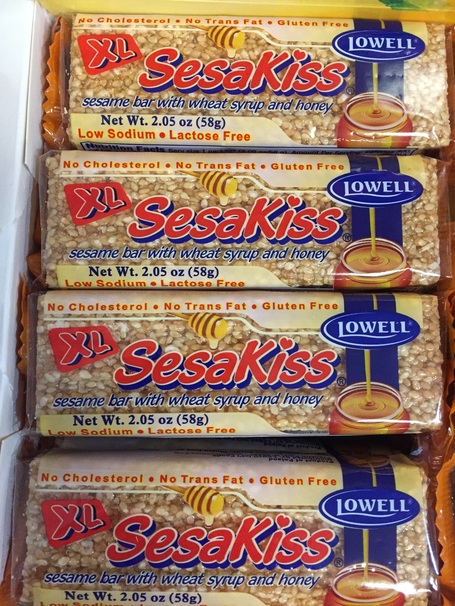 No Cholesterol • No Trans Fat • Gluten Free
XL
LOWELL®
SesaKiss®
sesame bar with wheat syrup and honey
Net Wt. 2.05 oz (58g)
Low Sodium • Lactose Free
Nutrition Facts
No Cholesterol • No Trans Fat • Gluten Free
XL
LOWELL®
SesaKiss®
sesame bar with wheat syrup and honey
Net Wt. 2.05 oz (58g)
Low Sodium • Lactose Free
No Cholesterol • No Trans Fat • Gluten Free
XL
LOWELL®
SesaKiss®
sesame bar with wheat syrup and honey
Net Wt. 2.05 oz (58g)
Low Sodium • Lactose Free
No Cholesterol • No Trans Fat • Gluten Free
XL
LOWELL®
SesaKiss®
sesame bar with wheat syrup and honey
Net Wt. 2.05 oz (58g)